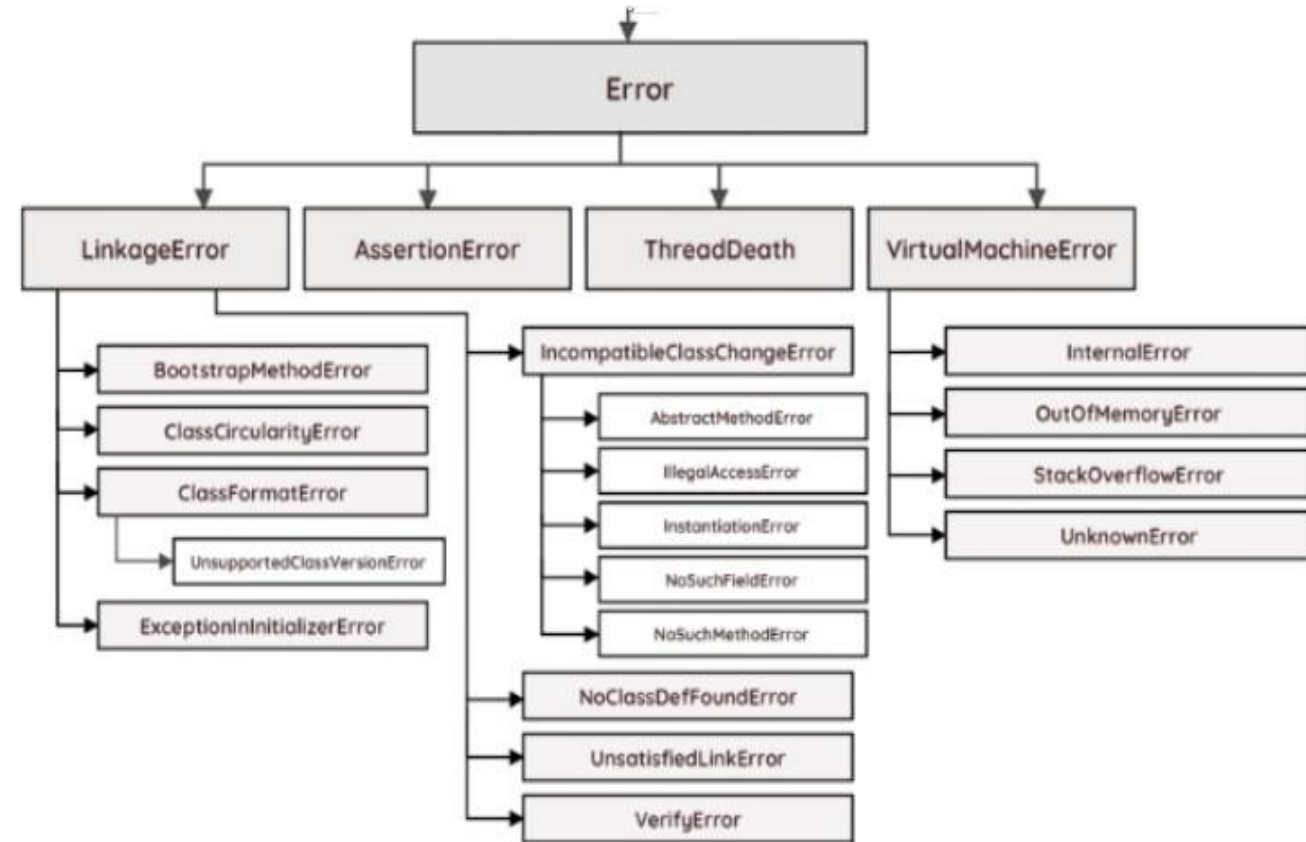 Error
LinkageError
AssertionError
ThreadDeath
VirtualMachineError
BootstrapMethodError
ClassCircularityError
ClassFormatError
UnsupportedClassVersionError
ExceptionInInitializerError
IncompatibleClassChangeError
AbstractMethodError
IllegalAccessError
InstantiationError
NoSuchFieldError
NoSuchMethodError
NoClassDefFoundError
UnsatisfiedLinkError
VerifyError
InternalError
OutOfMemoryError
StackOverflowError
UnknownError